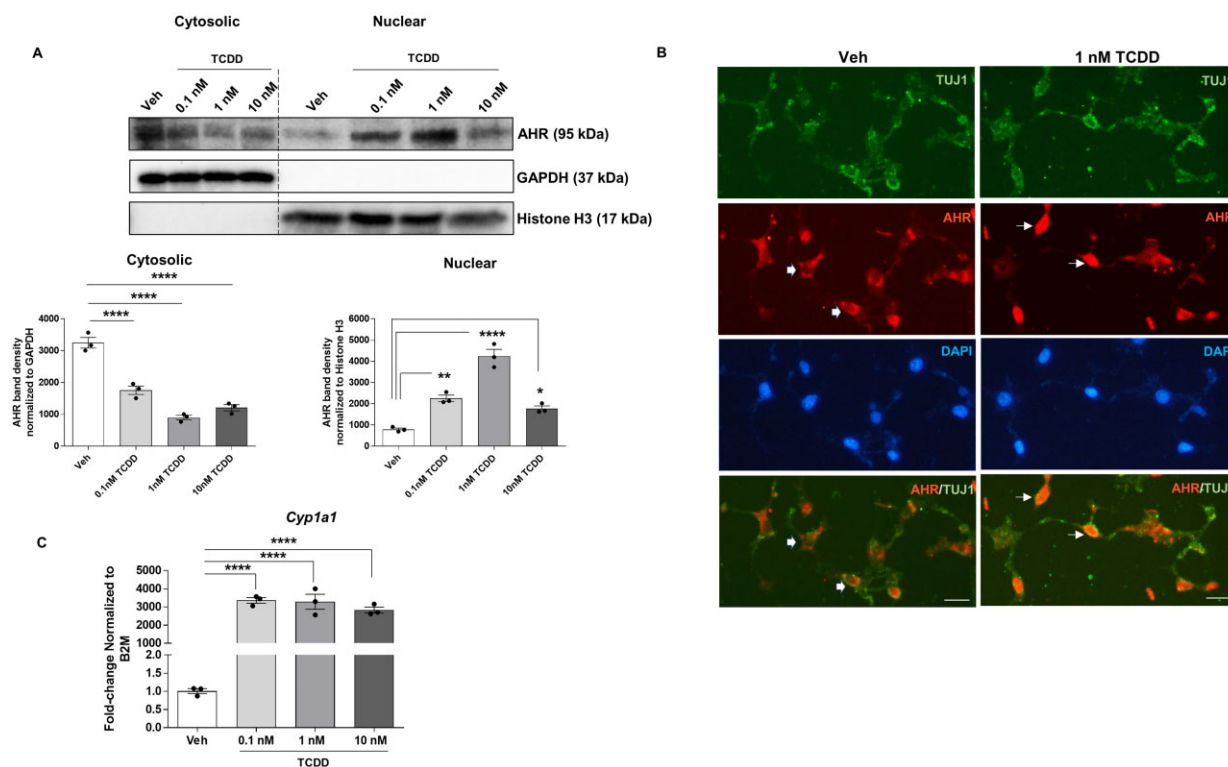 Cytosolic Nuclear
A
TCDD TCDD
Veh 0.1 nM 1 nM 10 nM Veh 0.1 nM 1 nM 10 nM
AHR (95 kDa)
GAPDH (37 kDa)
Histone H3 (17 kDa)
Cytosolic
****
****
****
AHR band density
normalized to GAPDH
4000
3000
2000
1000
0
Veh 0.1nM TCDD 1nM TCDD 10nM TCDD
Nuclear
****
**
*
AHR band density
normalized to Histone H3
6000
5000
4000
3000
2000
1000
0
Veh 0.1nM TCDD 1nM TCDD 10nM TCDD
B
Veh 1 nM TCDD
TUJ1 TUJ1
AHR AHR
DAPI DAPI
AHR/TUJ1 AHR/TUJ
C
Cyp1a1
****
****
****
Fold-change Normalized to
B2M
5000
4000
3000
2000
1000
2.0
1.5
1.0
0.5
0.0
Veh 0.1 nM 1 nM 10 nM
TCDD